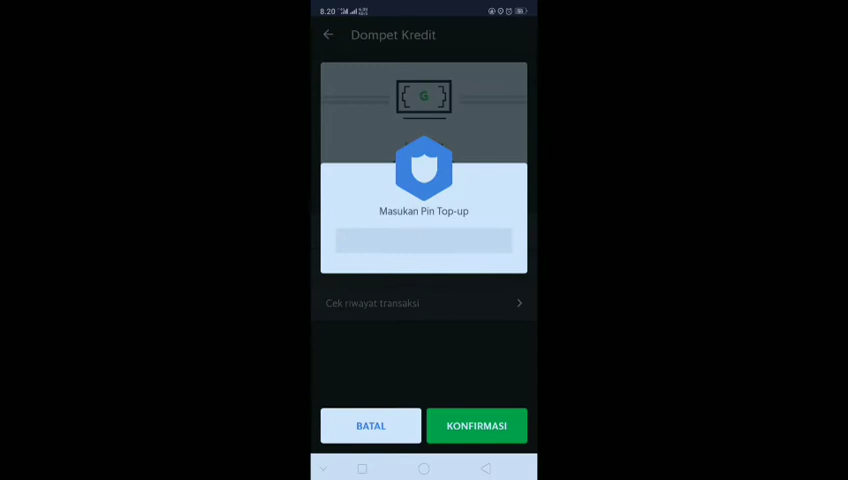 8.20
Dompet Kredit
G
Masukan Pin Top-up
Cek riwayat transaksi
BATAL
KONFIRMASI